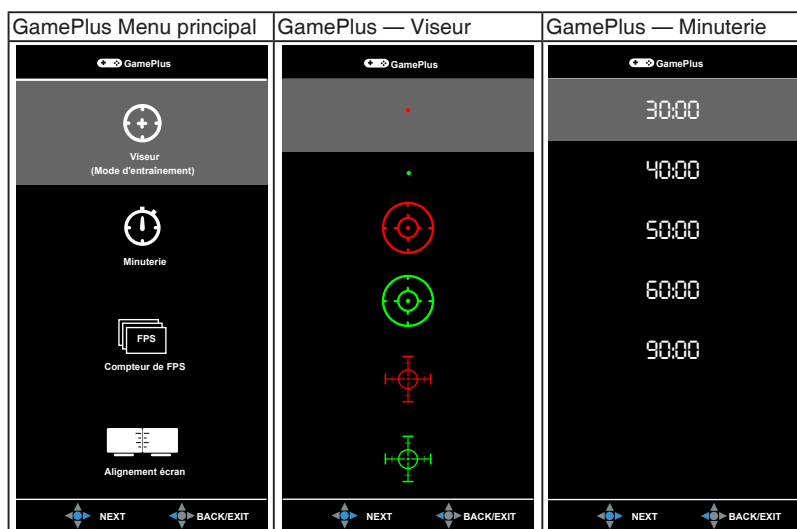 GamePlus Menu principal
GamePlus
Viseur
(Mode d'entraînement)
Minuterie
FPS
Compteur de FPS
Alignement écran
NEXT BACK/EXIT
GamePlus — Viseur
GamePlus
NEXT BACK/EXIT
GamePlus — Minuterie
GamePlus
30:00
40:00
50:00
60:00
90:00
NEXT BACK/EXIT